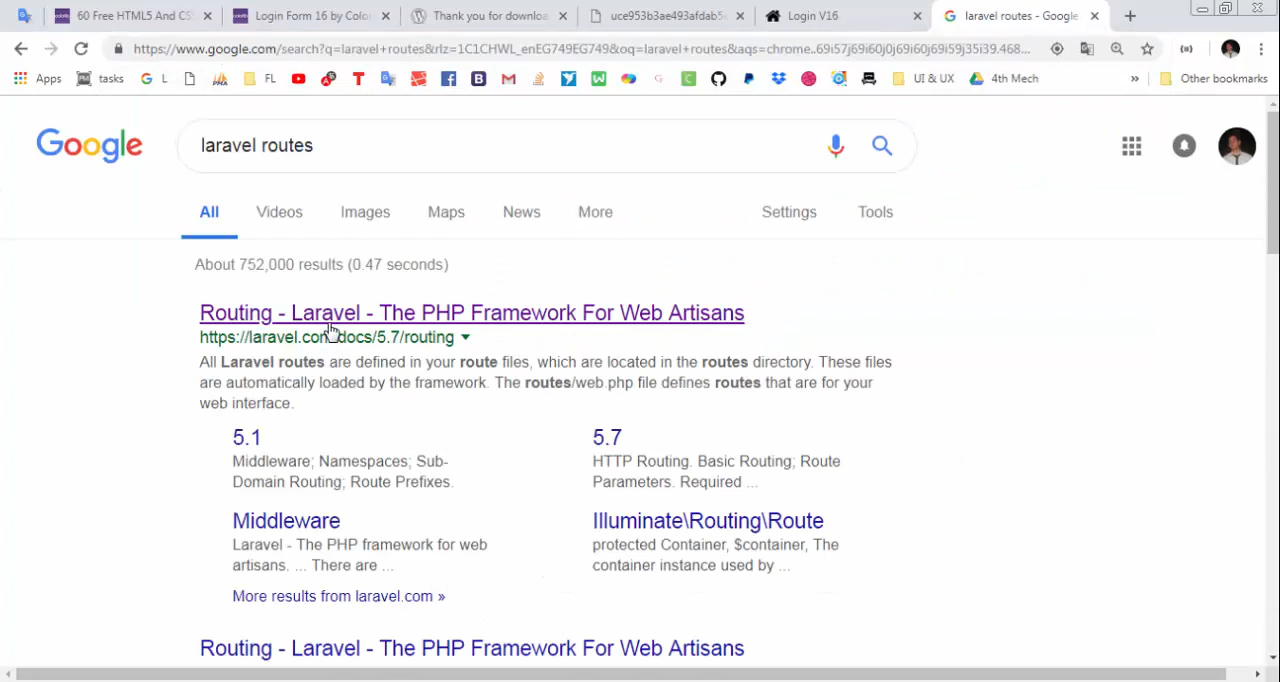 60 Free HTML5 And CS
Login Form 16 by Color
Thank you for downloa
uce953b3ae493afdab5
Login V16
laravel routes - Google
https://www.google.com/search?q=laravel+routes&rlz=1C1CHWL_enEG749EG749&oq=laravel+routes&aqs=chrome..69i57j69i60j0j69i60j69i59j35i39.468...
Apps
tasks
G L
FL
UI & UX
4th Mech
»
Other bookmarks
Google
laravel routes
All
Videos
Images
Maps
News
More
Settings
Tools
About 752,000 results (0.47 seconds)
Routing - Laravel - The PHP Framework For Web Artisans
https://laravel.com/docs/5.7/routing
All Laravel routes are defined in your route files, which are located in the routes directory. These files
are automatically loaded by the framework. The routes/web.php file defines routes that are for your
web interface.
5.1
Middleware; Namespaces; Sub-
Domain Routing; Route Prefixes.
5.7
HTTP Routing. Basic Routing; Route
Parameters. Required ...
Middleware
Laravel - The PHP framework for web
artisans. ... There are ...
Illuminate\Routing\Route
protected Container, $container, The
container instance used by ...
More results from laravel.com »
Routing - Laravel - The PHP Framework For Web Artisans